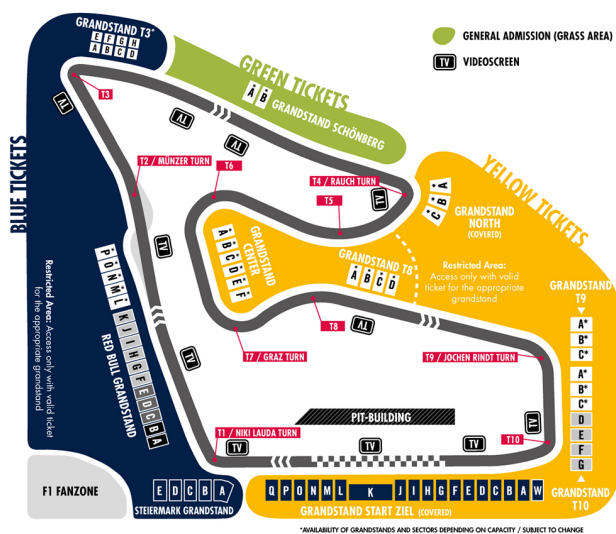 GRANDSTAND T3*
E F G H
A B C D
GENERAL ADMISSION (GRASS AREA)
TV VIDEOSCREEN
GREEN TICKETS
A B
GRANDSTAND SCHÖNBERG
T3
TV
TV
TV
BLUE TICKETS
T2 / MÜNZER TURN
T6
T4 / RAUCH TURN
TV
T5
YELLOW TICKETS
C B A
GRANDSTAND
NORTH
(COVERED)
A
B
C
D
E
F
GRANDSTAND
CENTER
GRANDSTAND T8
A B C D
Restricted Area:
Access only with valid
ticket for the appropriate
grandstand
TV
Restricted Area: Access only with valid ticket
for the appropriate
grandstand
P O N M L K J I H G F E D C B A
RED BULL GRANDSTAND
TV
T7 / GRAZ TURN
T8
TV
T9 / JOCHEN RINDT TURN
GRANDSTAND
T9
A*
B*
C*
A*
B*
C*
D
E
F
G
GRANDSTAND
T10
PIT-BUILDING
T1 / NIKI LAUDA TURN
TV
TV
TV
TV
T10
F1 FANZONE
E D C B A
STEIERMARK GRANDSTAND
Q P O N M L K J I H G F E D C B A W
GRANDSTAND START ZIEL (COVERED)
*AVAILABILITY OF GRANDSTANDS AND SECTORS DEPENDING ON CAPACITY / SUBJECT TO CHANGE